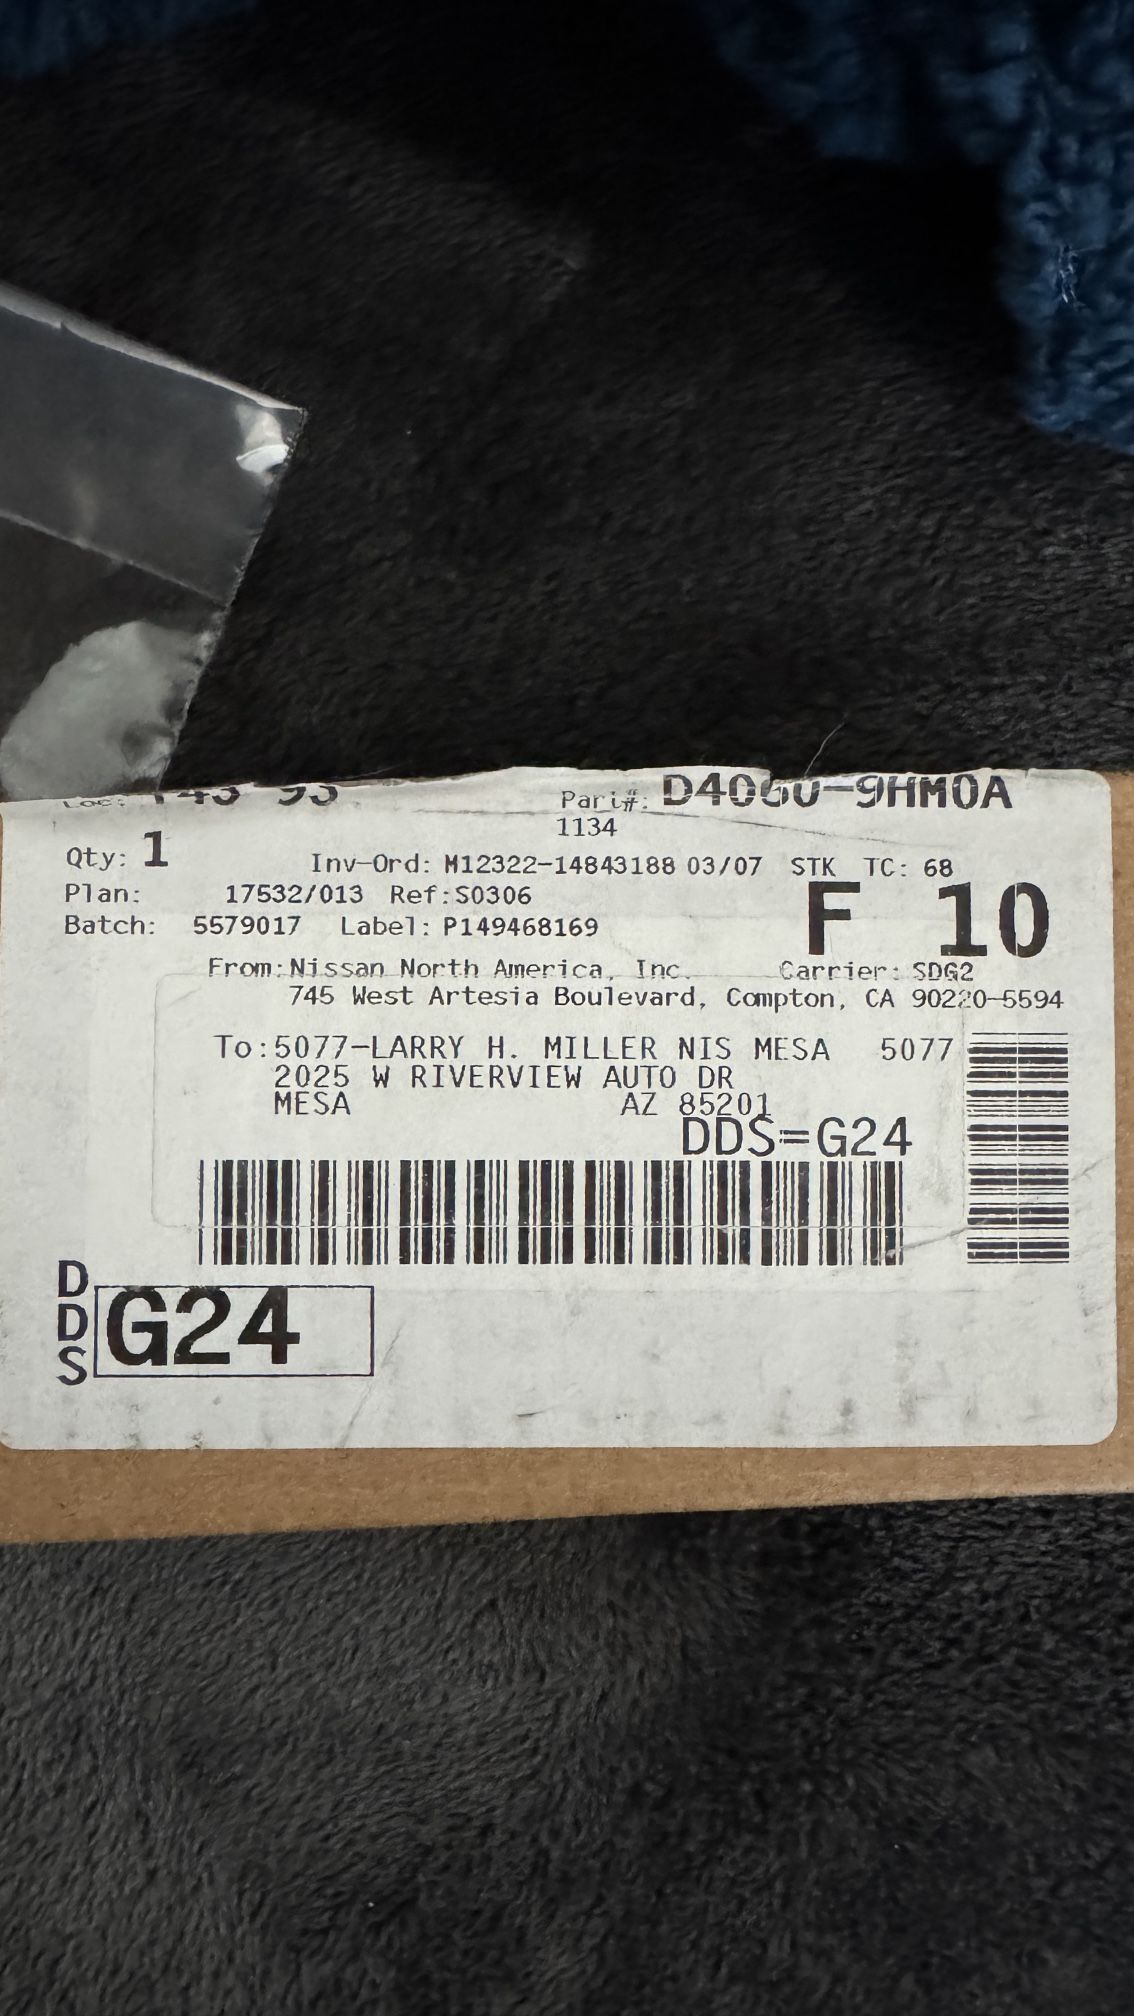 Part#: D4060-9HM0A
1134
Qty: 1
Inv-Ord: M12322-14843188 03/07 STK TC: 68
Plan: 17532/013 Ref:S0306
F 10
Batch: 5579017 Label: P149468169
From:Nissan North America, Inc. Carrier: SDG2
745 West Artesia Boulevard, Compton, CA 90220-5594
To:5077-LARRY H. MILLER NIS MESA 5077
2025 W RIVERVIEW AUTO DR
MESA AZ 85201
DDS=G24
DDS
G24